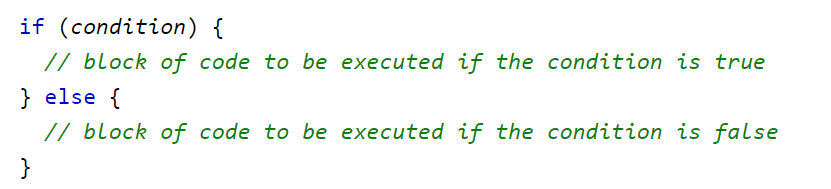 if (condition) {
  // block of code to be executed if the condition is true
} else {
  // block of code to be executed if the condition is false
}